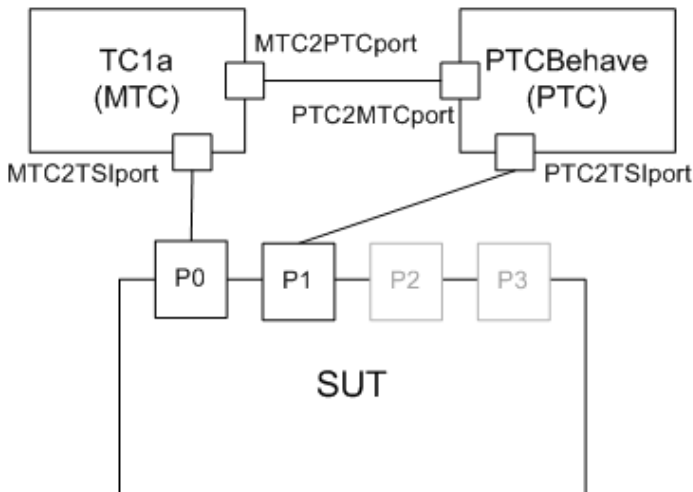 TC1a
(MTC)
MTC2PTCport
PTCBehave
(PTC)
PTC2MTCport
MTC2TSIport
PTC2TSIport
P0
P1
P2
P3
SUT